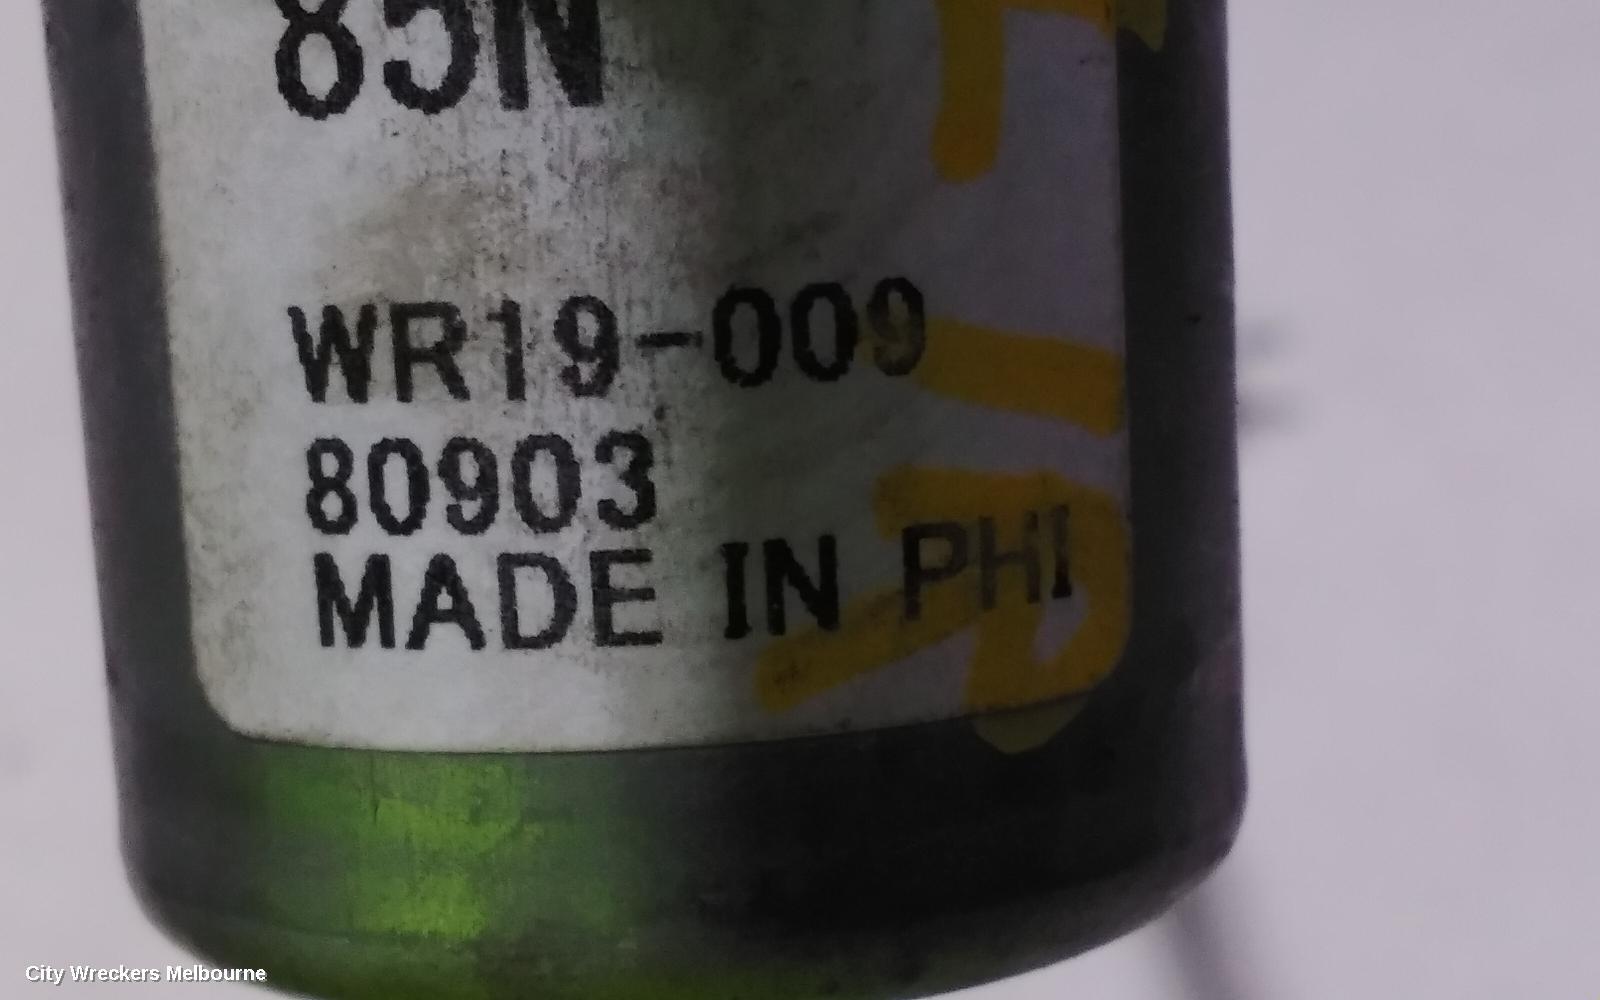 85N
WR19-009
80903
MADE IN PHI
City Wreckers Melbourne